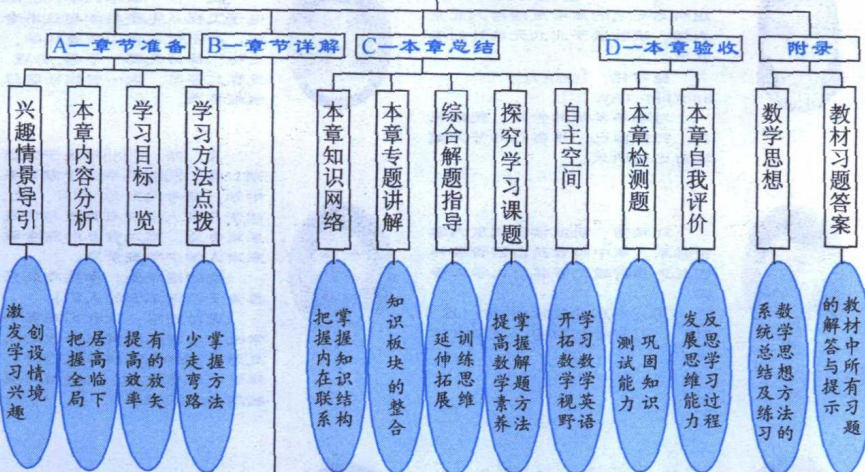 A—章节准备
B—章节详解
C—本章总结
D—本章验收
附录
兴趣情景导引
本章内容分析
学习目标一览
学习方法点拨
本章知识网络
本章专题讲解
综合解题指导
探究学习课题
自主空间
本章检测题
本章自我评价
数学思想
教材习题答案
创设情境
激发学习兴趣
居高临下
把握全局
有的放矢
提高效率
掌握方法
少走弯路
掌握知识结构
把握内在联系
知识板块的整合
训练思维
延伸拓展
掌握解题方法
提高数学素养
学习数学英语
开拓数学视野
巩固知识
测试能力
反思学习过程
发展思维能力
数学思想方法的
系统总结及练习
教材中所有习题
的解答与提示